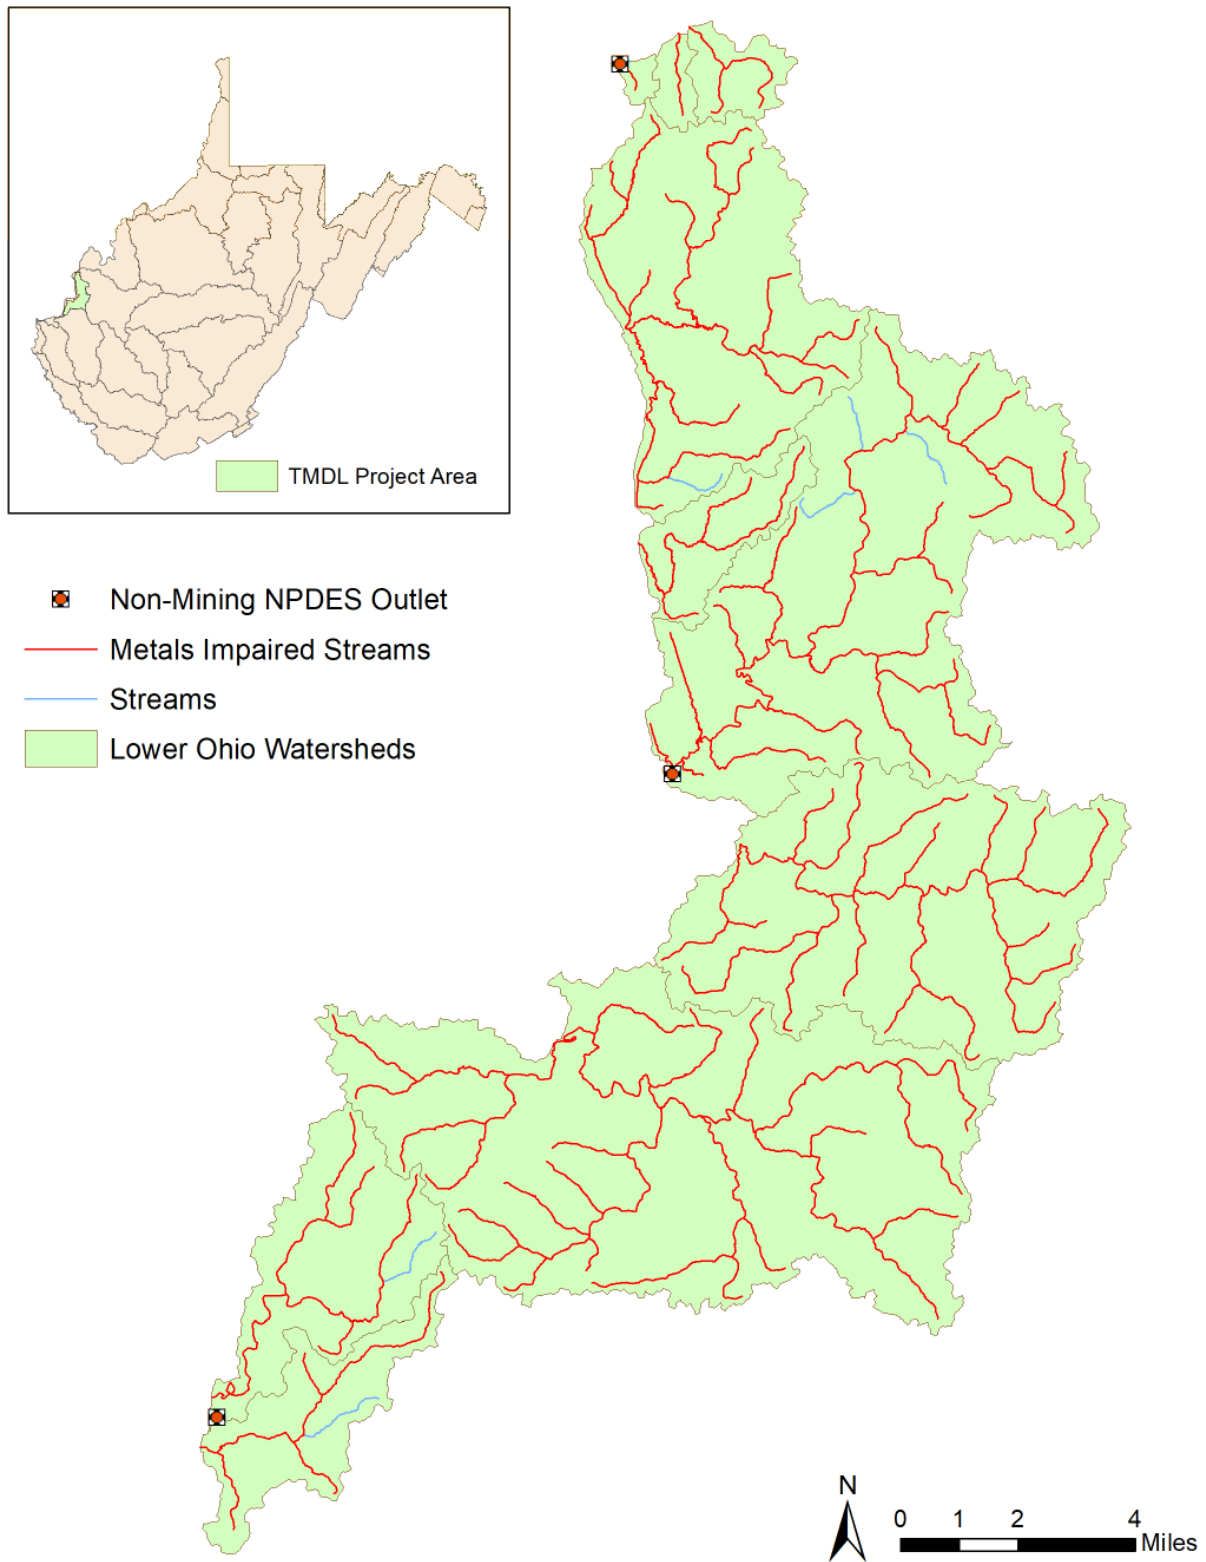 TMDL Project Area
Non-Mining NPDES Outlet
Metals Impaired Streams
Streams
Lower Ohio Watersheds
N
0 1 2 4
Miles